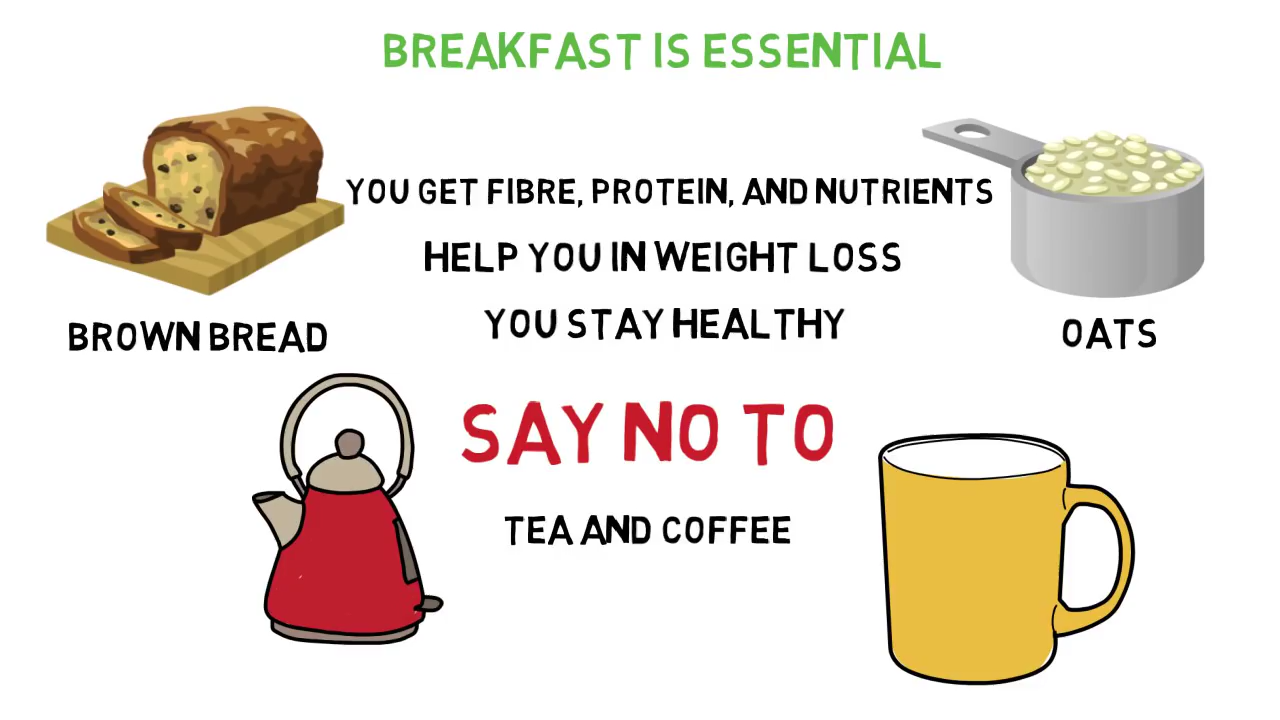 BREAKFAST IS ESSENTIAL
YOU GET FIBRE, PROTEIN, AND NUTRIENTS
HELP YOU IN WEIGHT LOSS
YOU STAY HEALTHY
BROWN BREAD
OATS
SAY NO TO
TEA AND COFFEE